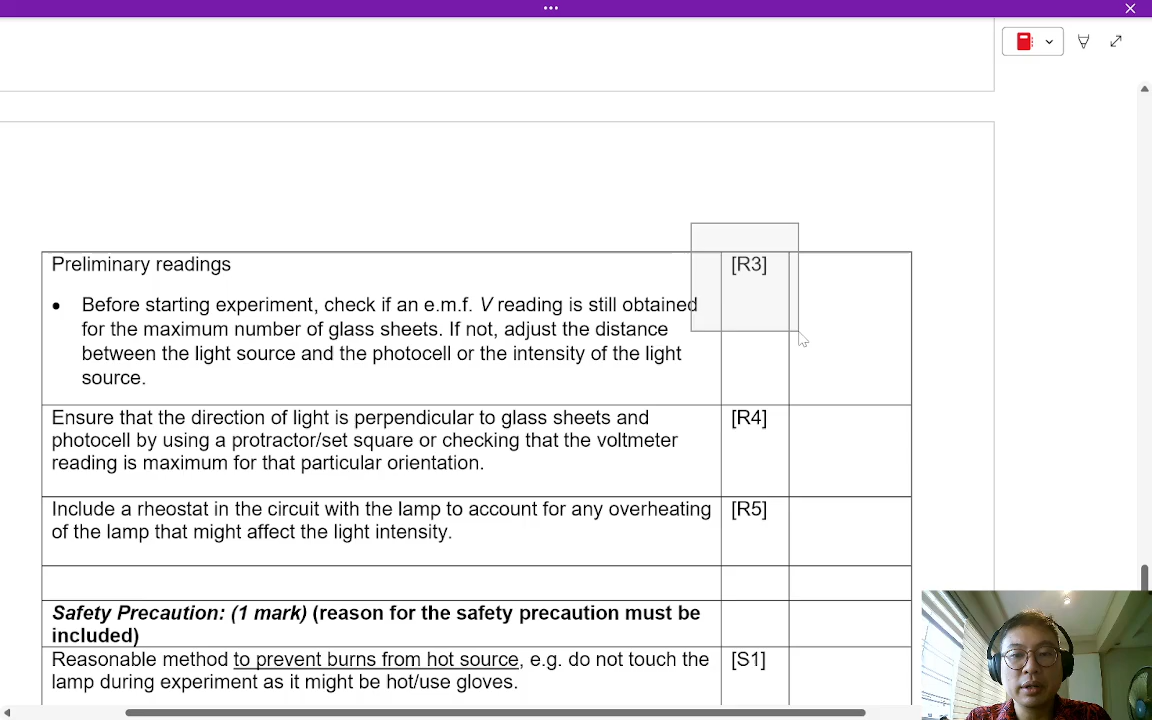 Preliminary readings [R3]
• Before starting experiment, check if an e.m.f. V reading is still obtained
for the maximum number of glass sheets. If not, adjust the distance
between the light source and the photocell or the intensity of the light
source.
Ensure that the direction of light is perpendicular to glass sheets and [R4]
photocell by using a protractor/set square or checking that the voltmeter
reading is maximum for that particular orientation.
Include a rheostat in the circuit with the lamp to account for any overheating [R5]
of the lamp that might affect the light intensity.
Safety Precaution: (1 mark) (reason for the safety precaution must be
included)
Reasonable method to prevent burns from hot source, e.g. do not touch the [S1]
lamp during experiment as it might be hot/use gloves.